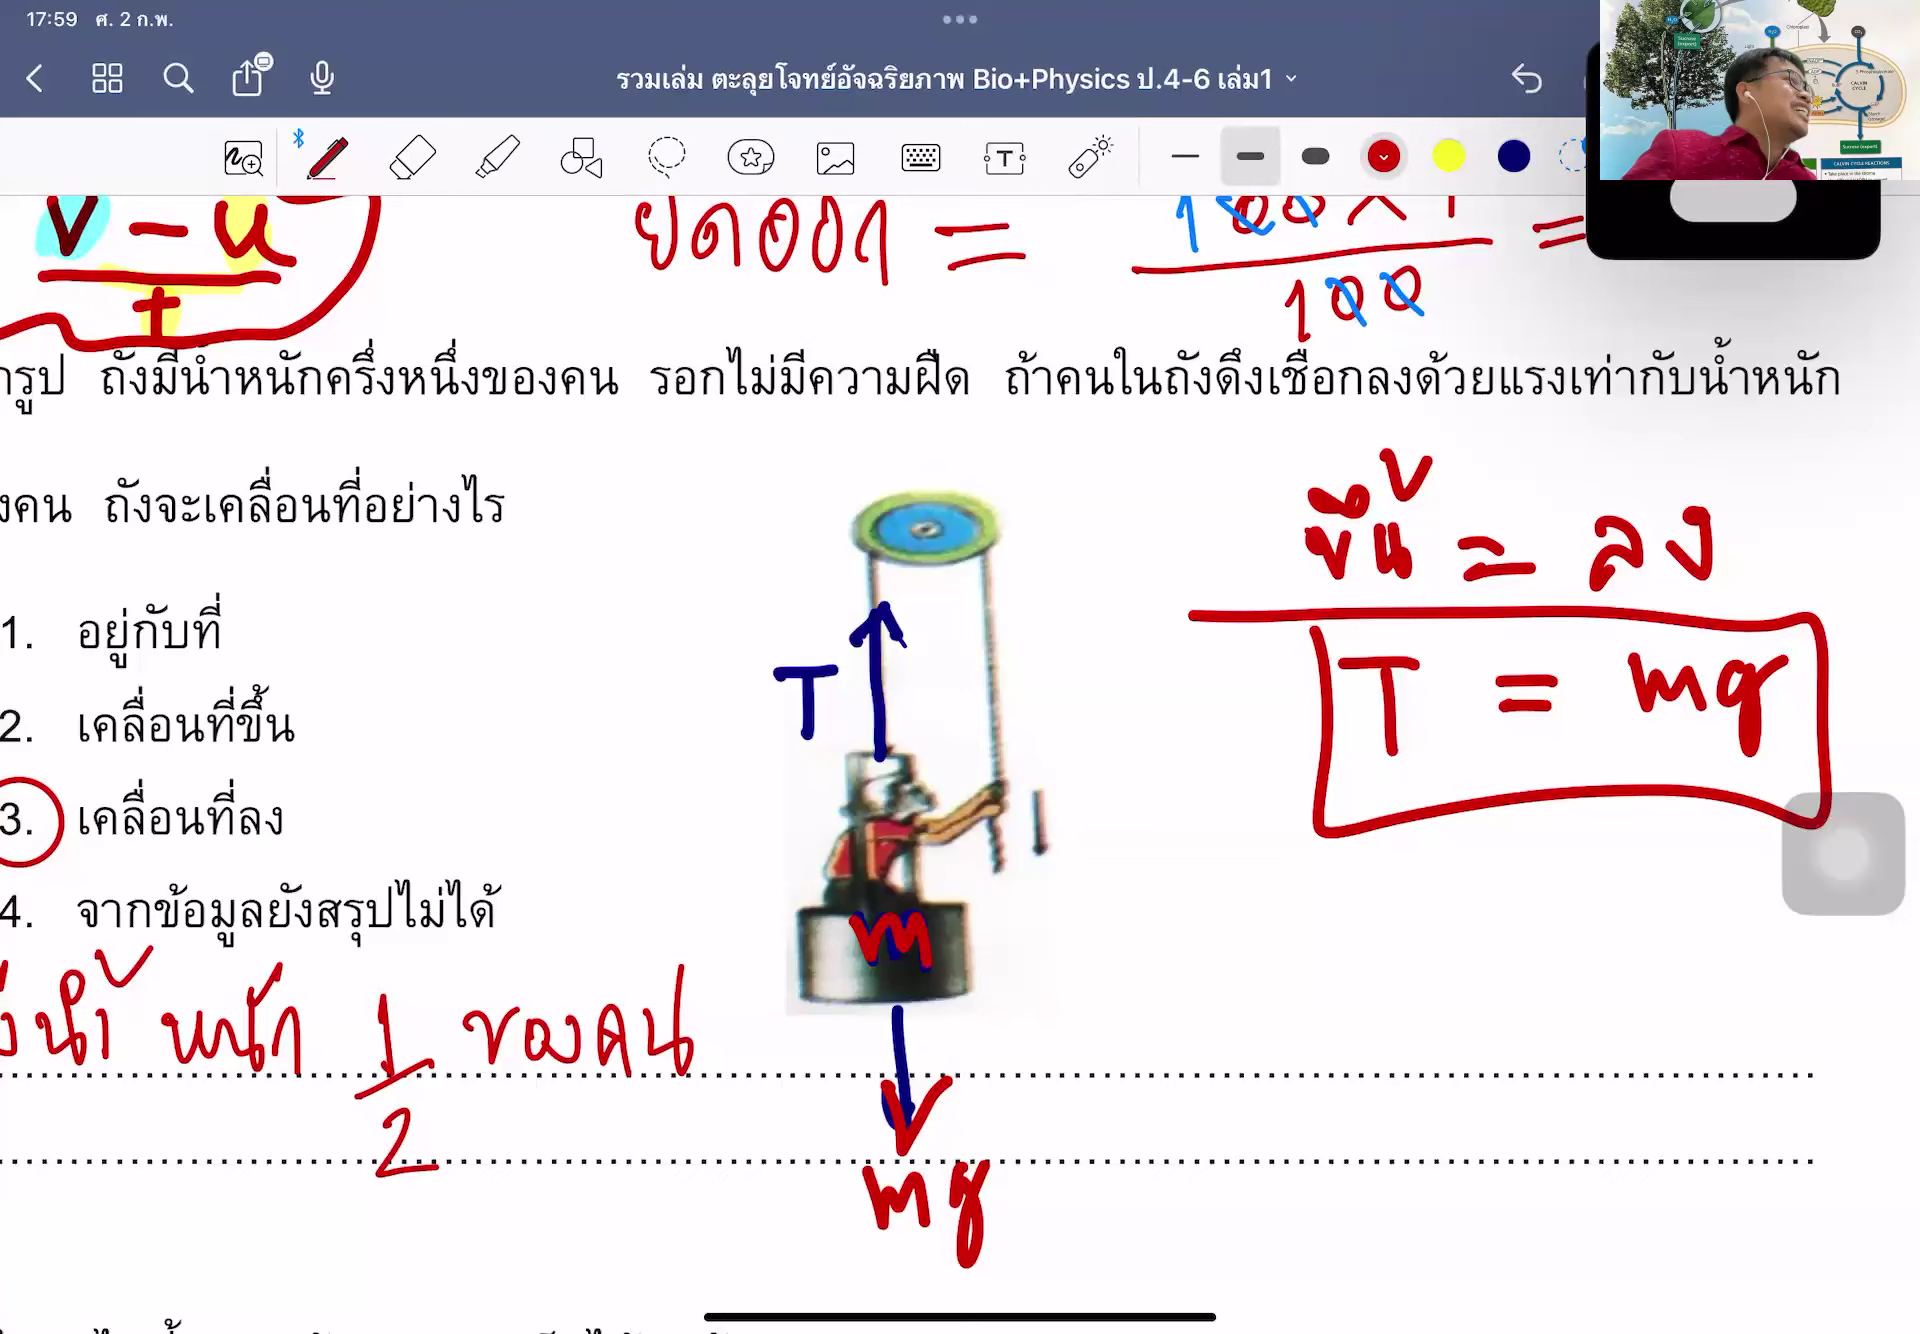 17:59 ศ. 2 ก.พ.
รวมเล่ม ตะลุยโจทย์อัจฉริยภาพ Bio+Physics ป.4-6 เล่ม1
v - u
t
ยืดออก =
=
100
รูป ถังมีน้ำหนักครึ่งหนึ่งของคน รอกไม่มีความฝืด ถ้าคนในถังดึงเชือกลงด้วยแรงเท่ากับน้ำหนัก
คน ถังจะเคลื่อนที่อย่างไร
ขึ้น = ลง
1. อยู่กับที่
T
T = mg
2. เคลื่อนที่ขึ้น
3. เคลื่อนที่ลง
4. จากข้อมูลยังสรุปไม่ได้
m
น้ำหนัก 1/2 ของคน
mg
CALVIN CYCLE
Sucrose (export)
CALVIN CYCLE REACTIONS